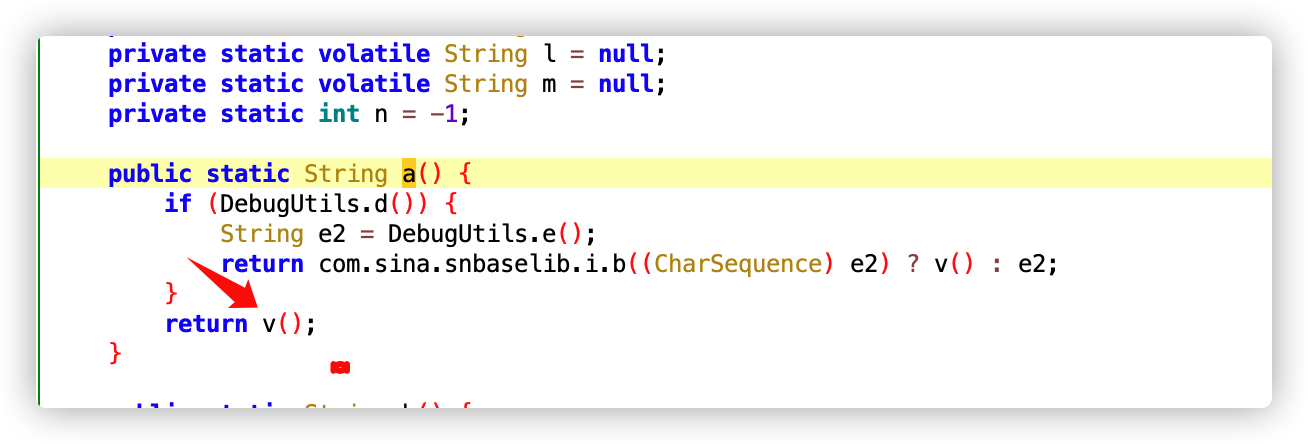 private static volatile String l = null;
private static volatile String m = null;
private static int n = -1;
public static String a() {
if (DebugUtils.d()) {
String e2 = DebugUtils.e();
return com.sina.snbaselib.i.b((CharSequence) e2) ? v() : e2;
}
return v();
}